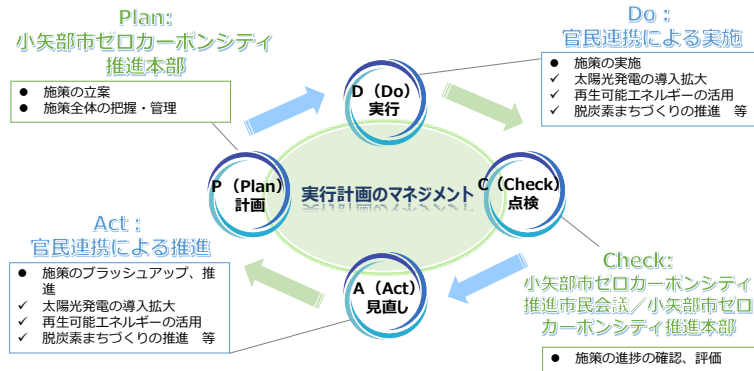 Plan:
小矢部市ゼロカーボンシティ
推進本部
● 施策の立案
● 施策全体の把握・管理
Do:
官民連携による実施
● 施策の実施
✓ 太陽光発電の導入拡大
✓ 再生可能エネルギーの活用
✓ 脱炭素まちづくりの推進　等
D（Do）
実行
P（Plan）
計画
実行計画のマネジメント
C（Check）
点検
A（Act）
見直し
Act：
官民連携による推進
● 施策のブラッシュアップ、推
進
✓ 太陽光発電の導入拡大
✓ 再生可能エネルギーの活用
✓ 脱炭素まちづくりの推進　等
Check:
小矢部市ゼロカーボンシティ
推進市民会議／小矢部市ゼロ
カーボンシティ推進本部
● 施策の進捗の確認、評価